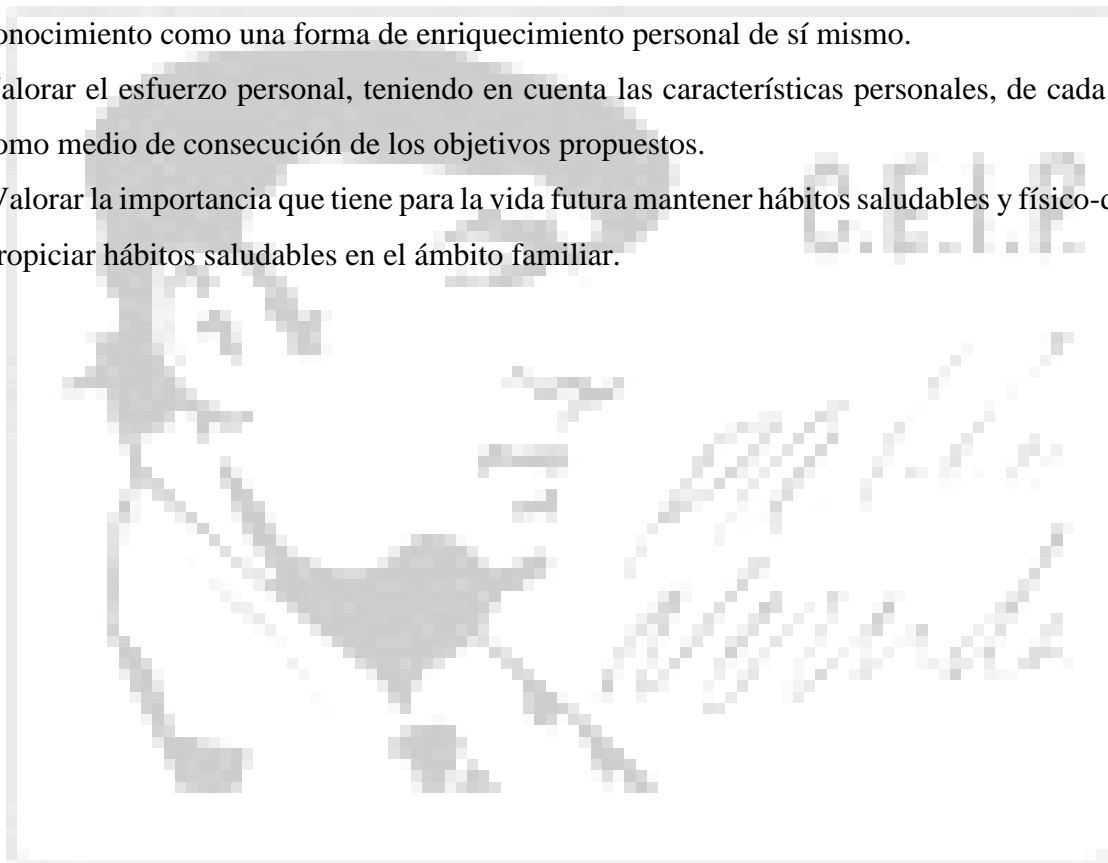 onocimiento como una forma de enriquecimiento personal de sí mismo.
alorar el esfuerzo personal, teniendo en cuenta las características personales, de cada
omo medio de consecución de los objetivos propuestos.
Valorar la importancia que tiene para la vida futura mantener hábitos saludables y físico-d
ropiciar hábitos saludables en el ámbito familiar.
C.E.I.P.